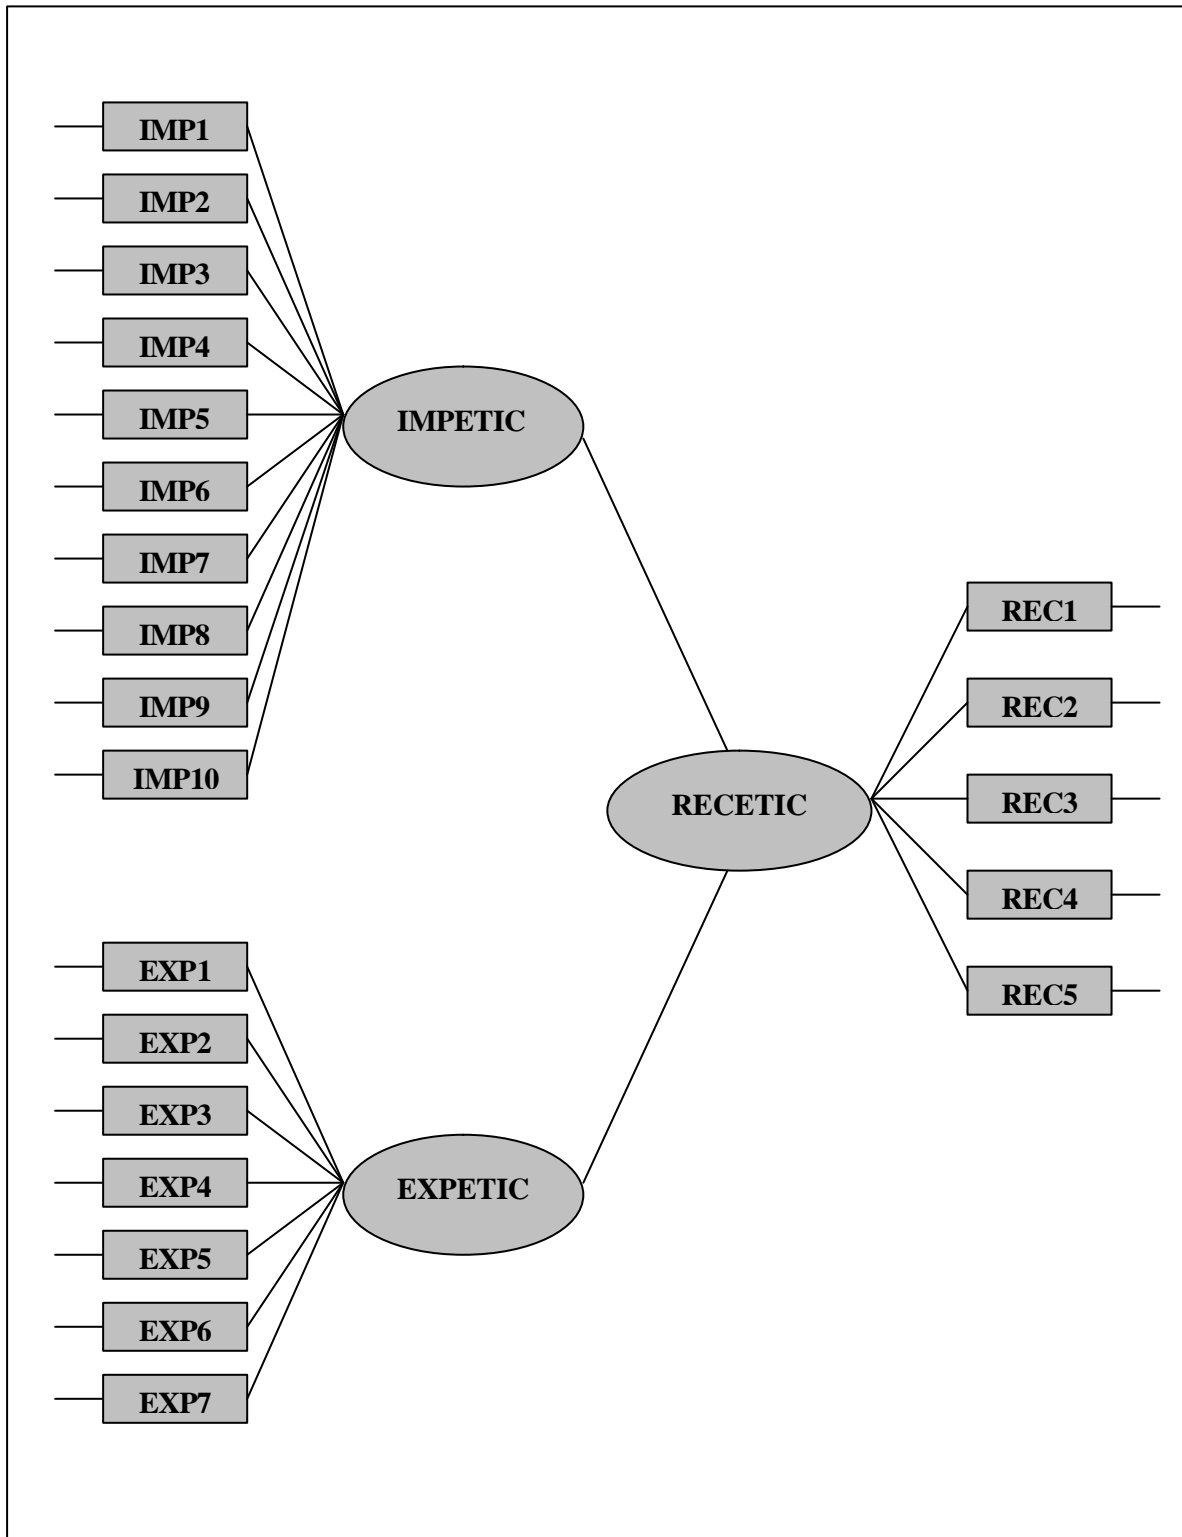 IMP1
IMP2
IMP3
IMP4
IMP5
IMP6
IMP7
IMP8
IMP9
IMP10
IMPETIC
RECETIC
REC1
REC2
REC3
REC4
REC5
EXP1
EXP2
EXP3
EXP4
EXP5
EXP6
EXP7
EXPETIC